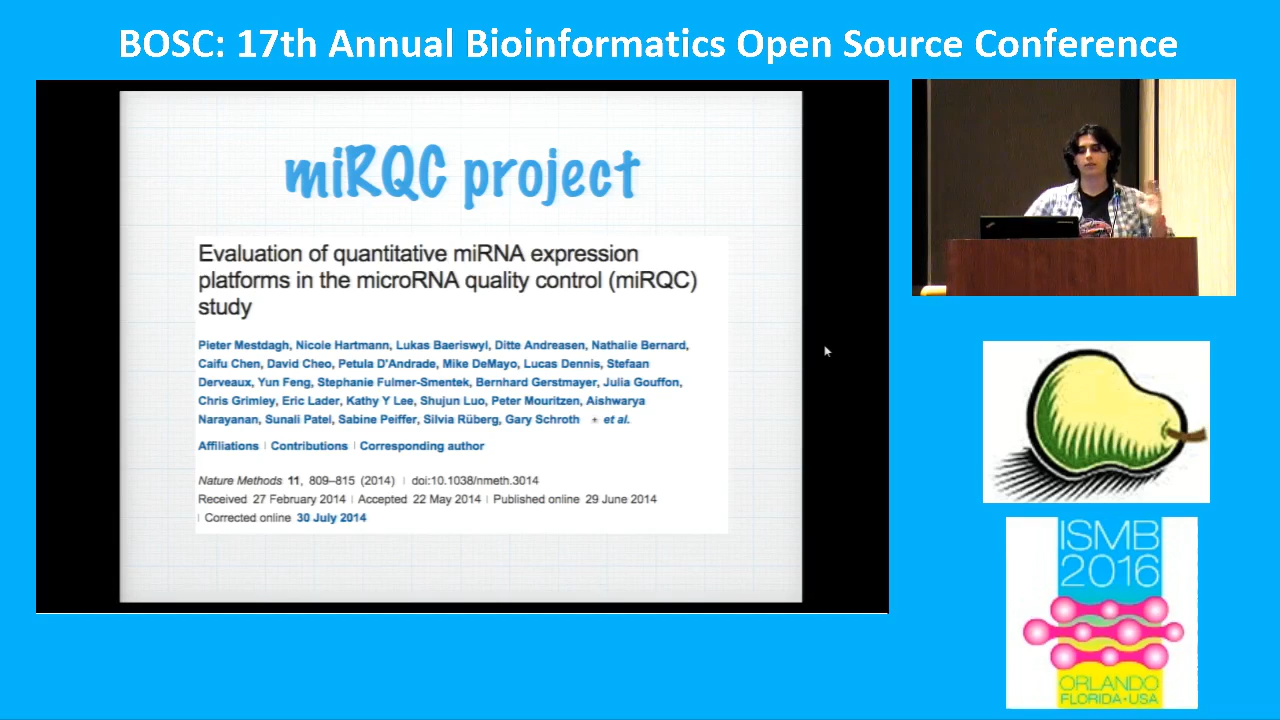 BOSC: 17th Annual Bioinformatics Open Source Conference
miRQC project
Evaluation of quantitative miRNA expression
platforms in the microRNA quality control (miRQC)
study
Pieter Mestdagh, Nicole Hartmann, Lukas Baeriswyl, Ditte Andreasen, Nathalie Bernard,
Caifu Chen, David Cheo, Petula D'Andrade, Mike DeMayo, Lucas Dennis, Stefaan
Derveaux, Yun Feng, Stephanie Fulmer-Smentek, Bernhard Gerstmayer, Julia Gouffon,
Chris Grimley, Eric Lader, Kathy Y Lee, Shujun Luo, Peter Mouritzen, Aishwarya
Narayanan, Sunali Patel, Sabine Peiffer, Silvia Rüberg, Gary Schroth + et al.
Affiliations | Contributions | Corresponding author
Nature Methods 11, 809–815 (2014) | doi:10.1038/nmeth.3014
Received 27 February 2014 | Accepted 22 May 2014 | Published online 29 June 2014
| Corrected online 30 July 2014
ISMB
2016
ORLANDO
FLORIDA•USA